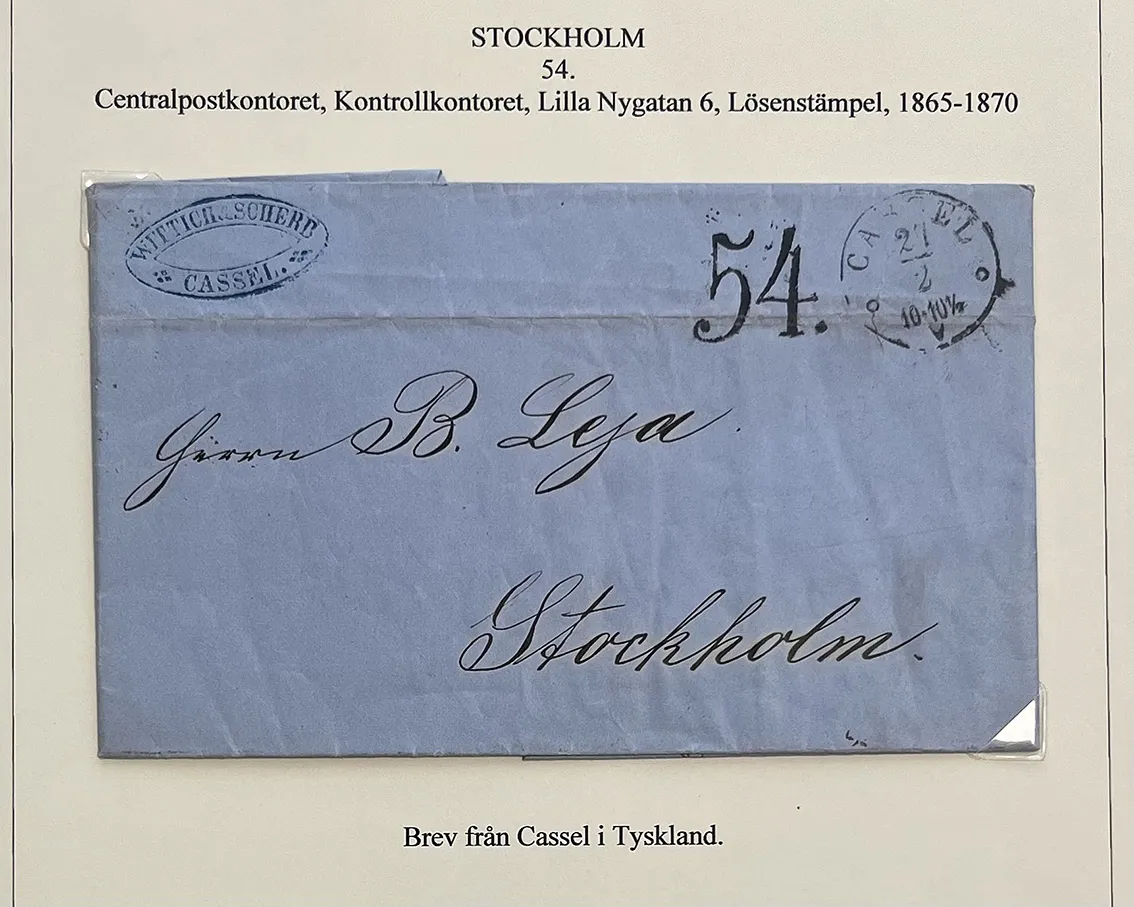 STOCKHOLM
54.
Centralpostkontoret, Kontrollkontoret, Lilla Nygatan 6, Lösenstämpel, 1865-1870
WITTICH & SCHERB
CASSEL.
54.
CASSEL
21
2
10-10½
Herrn B. Leja
Stockholm.
Brev från Cassel i Tyskland.